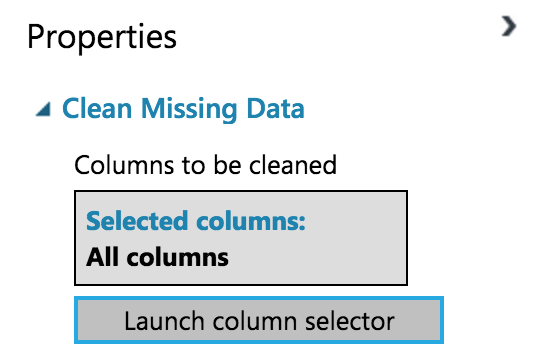 Properties
Clean Missing Data
Columns to be cleaned
Selected columns:
All columns
Launch column selector